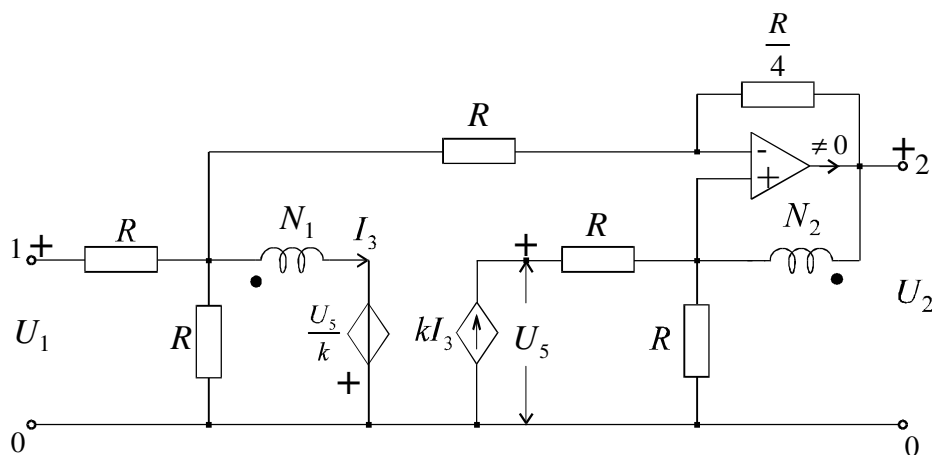 R/4
R
≠0
- +
2
N₁
I₃
R
N₂
1 +
R
+
+
U₁
R
U₅/k
+
kI₃
U₅
R
U₂
0
0